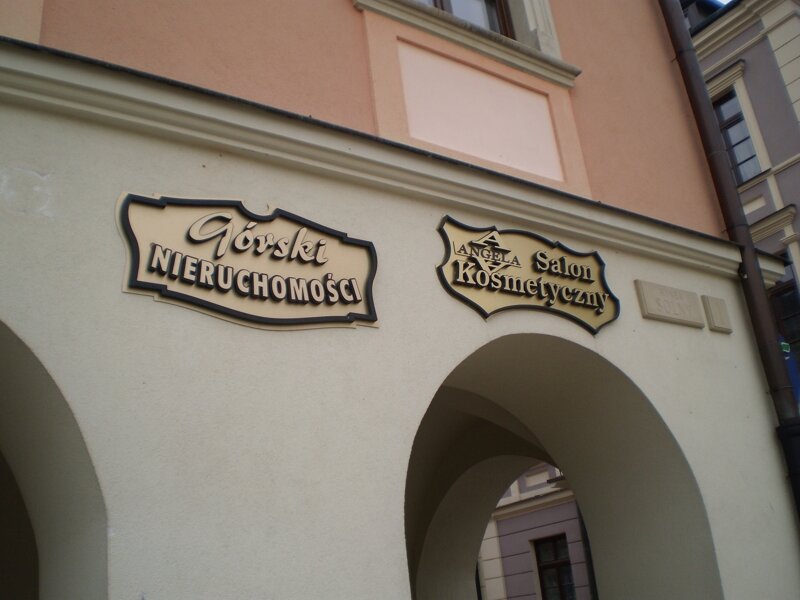 Górski
NIERUCHOMOŚCI
ANGELA
Salon
Kosmetyczny